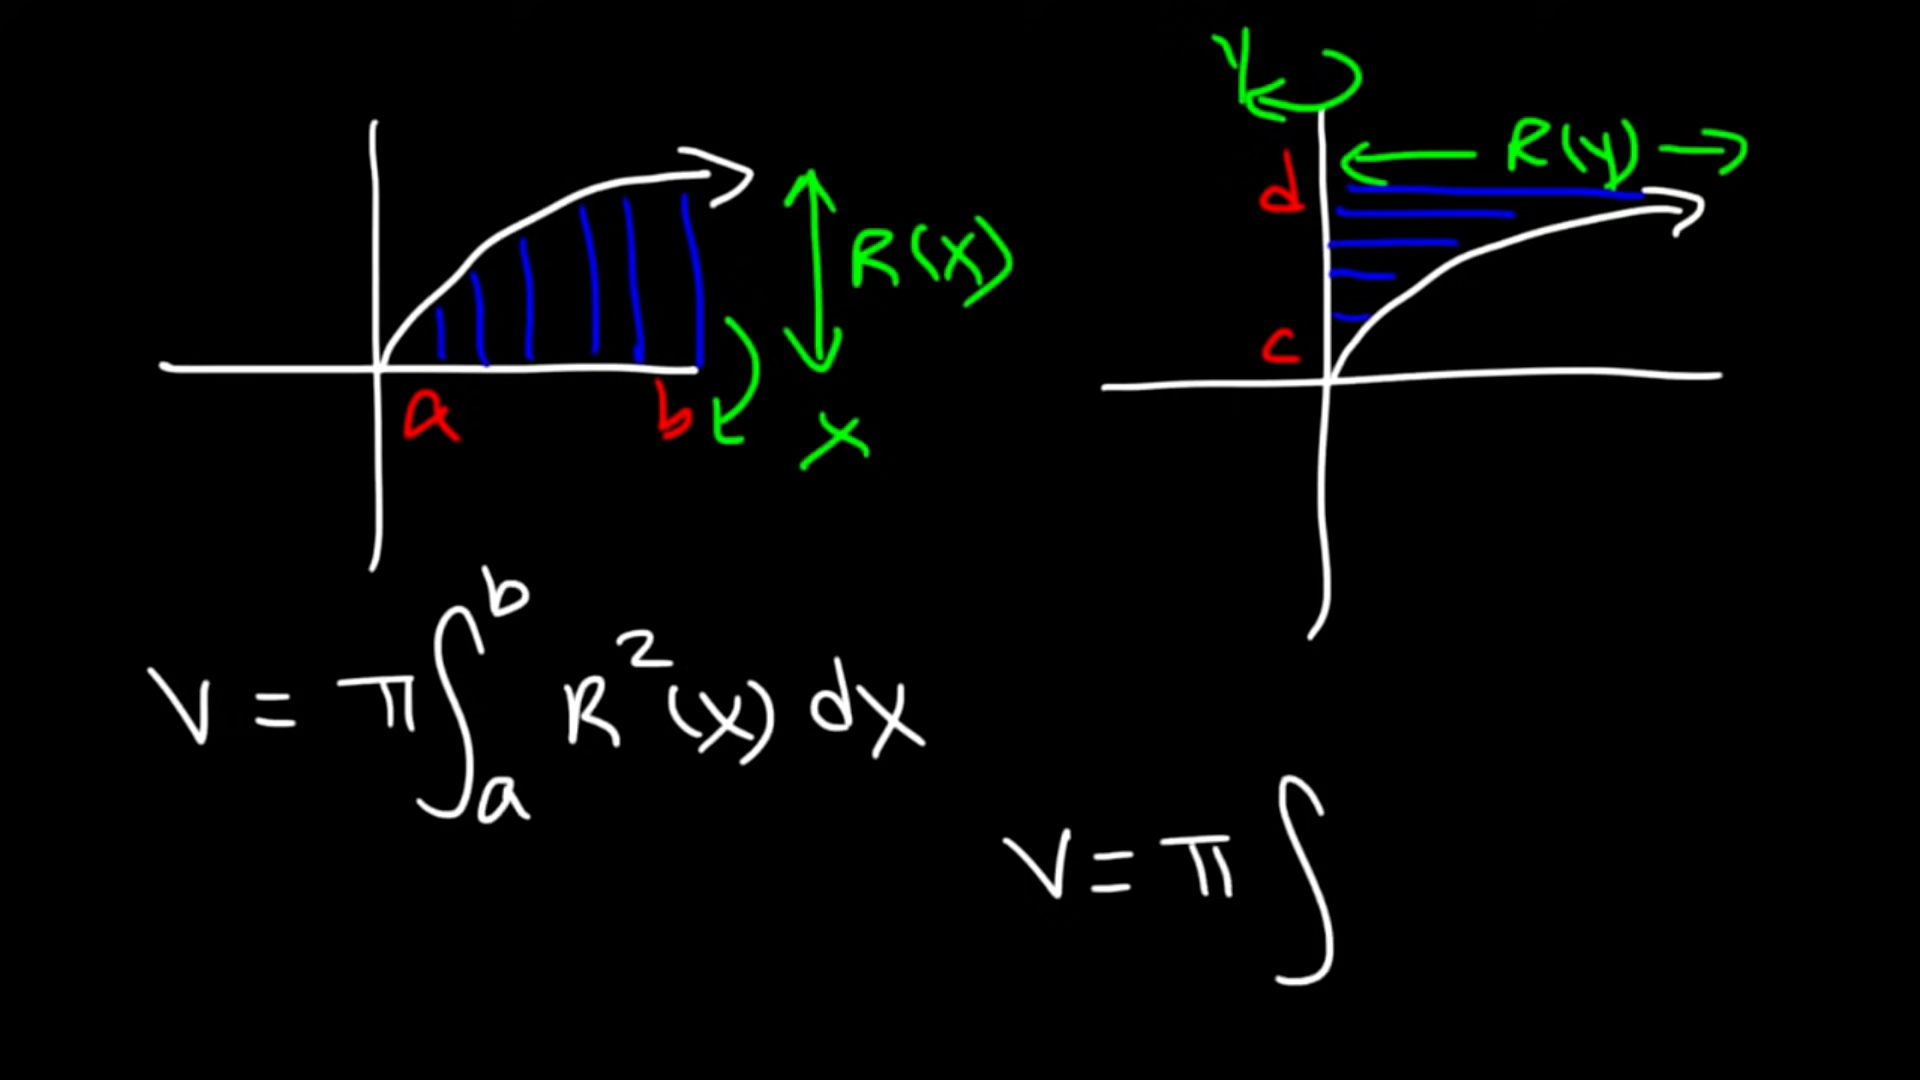 y
R(y)
d
R(x)
c
a
b
x
V = π∫_a^b R²(x) dx
V = π∫